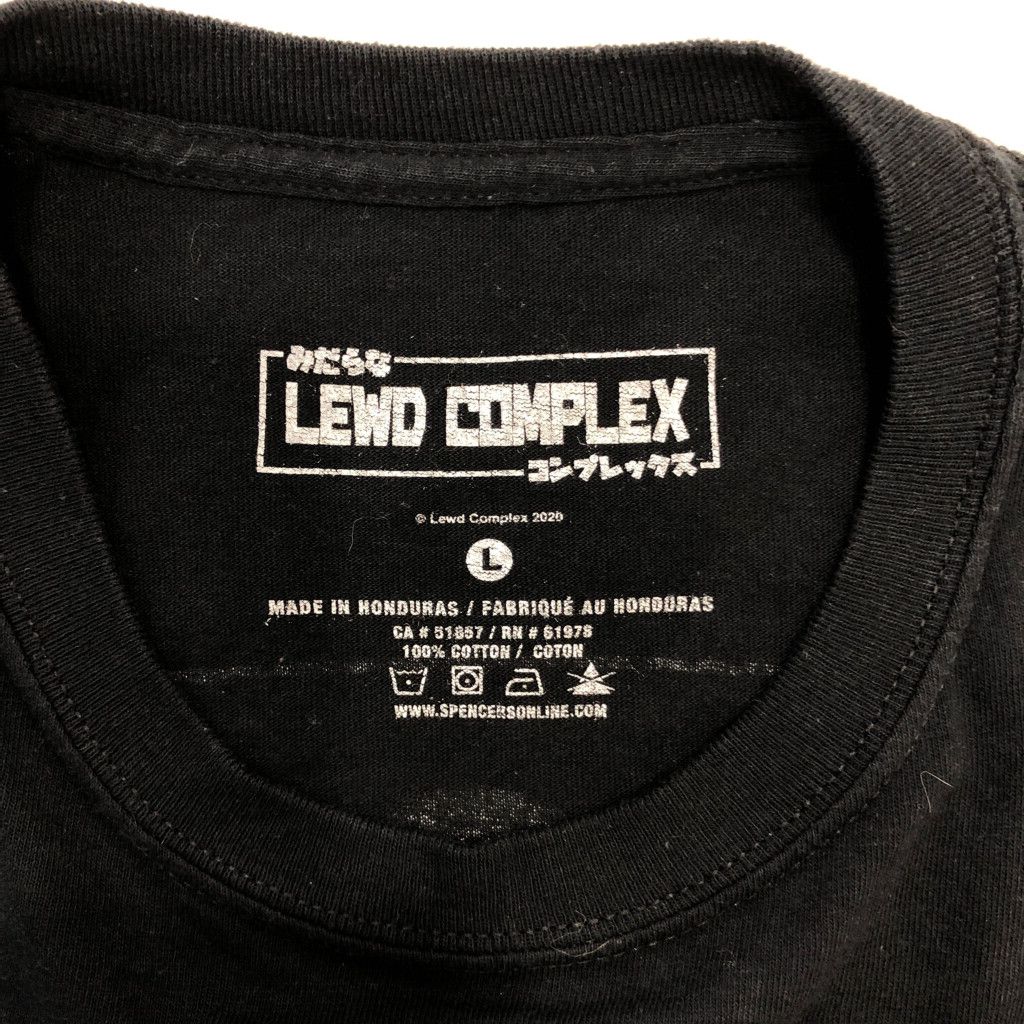 みだらな
LEWD COMPLEX
コンプレックス
© Lewd Complex 2020
L
MADE IN HONDURAS / FABRIQUÉ AU HONDURAS
CA # 51857 / RN # 61978
100% COTTON / COTON
WWW.SPENCERSONLINE.COM